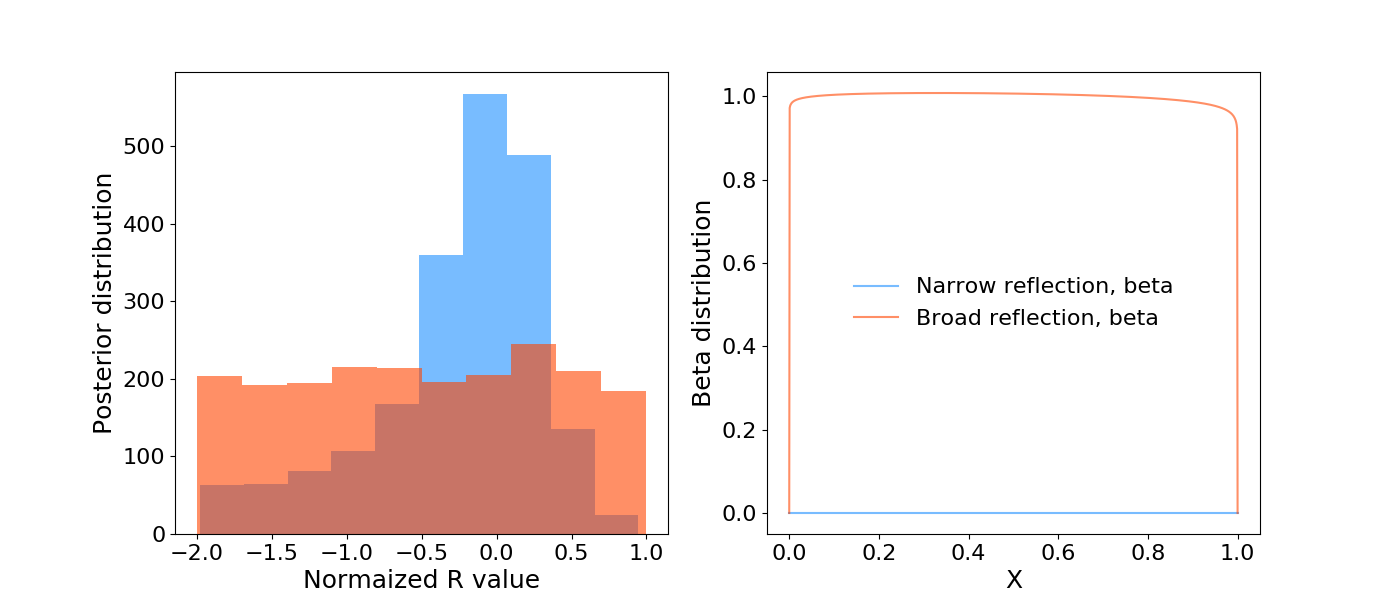 Posterior distribution
500
400
300
200
100
0
−2.0 −1.5 −1.0 −0.5 0.0 0.5 1.0
Normaized R value
Beta distribution
1.0
0.8
0.6
0.4
0.2
0.0
Narrow reflection, beta
Broad reflection, beta
0.0 0.2 0.4 0.6 0.8 1.0
X